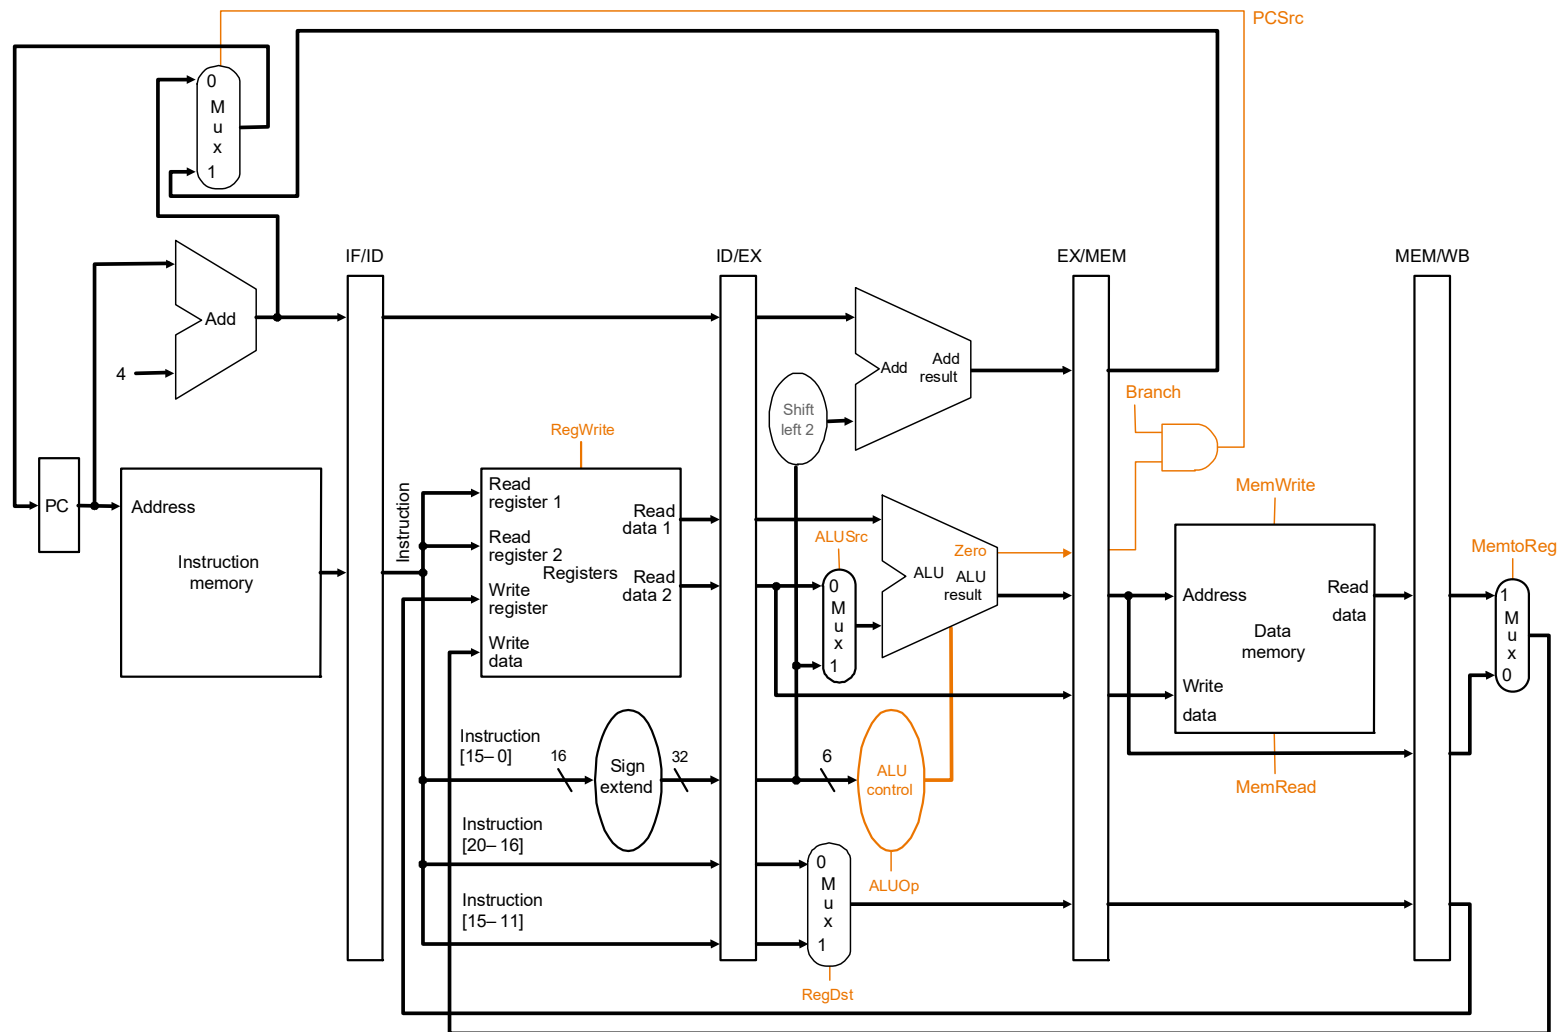 PCSrc
0
M
u
x
1
IF/ID
ID/EX
EX/MEM
MEM/WB
Add
4
Add
Add
result
Shift
left 2
Branch
RegWrite
PC
Address
Instruction
memory
Instruction
Read
register 1
Read
register 2
Write
register
Write
data
Registers
Read
data 1
Read
data 2
ALUSrc
0
M
u
x
1
Zero
ALU
ALU
result
MemWrite
Address
Read
data
Data
memory
Write
data
MemRead
MemtoReg
1
M
u
x
0
Instruction
[15– 0]
16
Sign
extend
32
6
ALU
control
ALUOp
Instruction
[20– 16]
Instruction
[15– 11]
0
M
u
x
1
RegDst